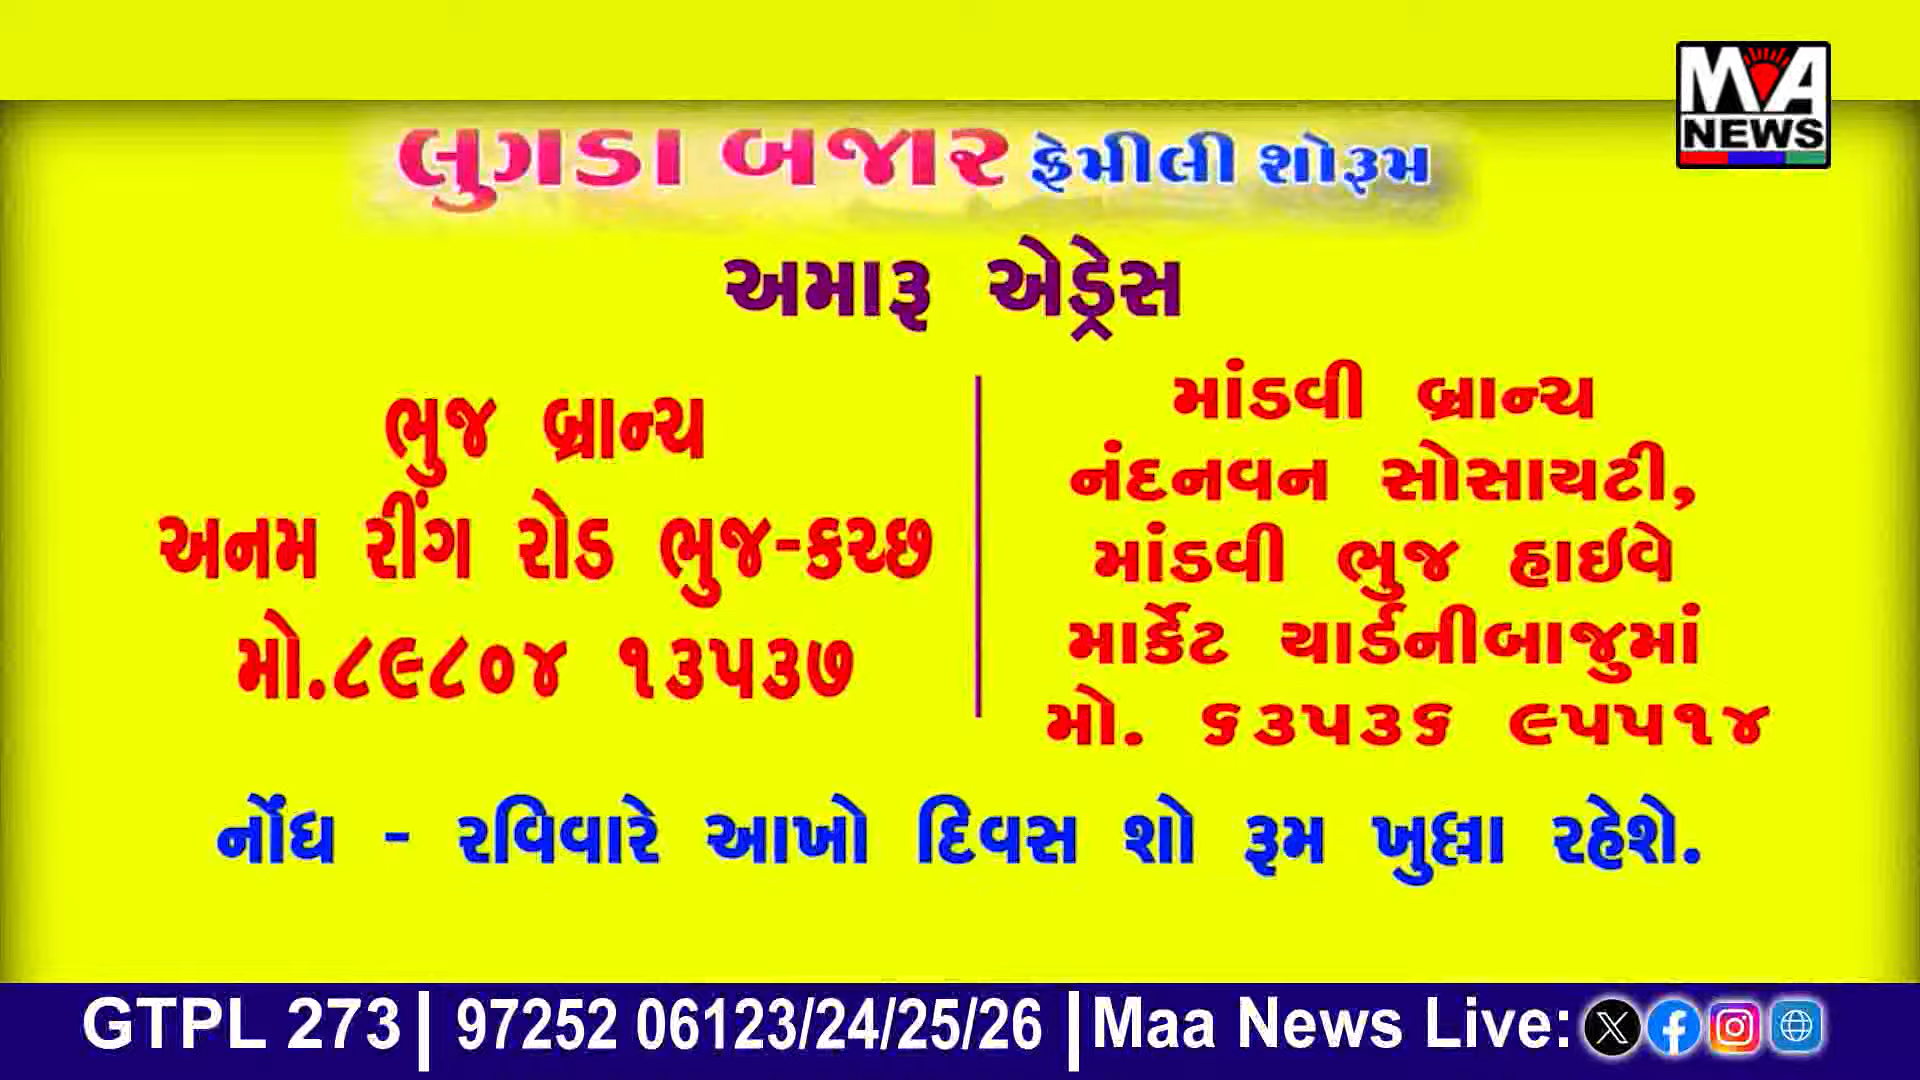 MAA
NEWS
લુગડા બજાર ફેમીલી શોરૂમ
અમારૂ એડ્રેસ
ભુજ બ્રાન્ચ
અનમ રીંગ રોડ ભુજ-કચ્છ
મો.૮૯૮૦૪ ૧૩૫૩૭
માંડવી બ્રાન્ચ
નંદનવન સોસાયટી,
માંડવી ભુજ હાઇવે
માર્કેટ યાર્ડનીબાજુમાં
મો. ૬૩૫૩૬ ૯૫૫૧૪
નોંધ - રવિવારે આખો દિવસ શો રૂમ ખુલ્લા રહેશે.
GTPL 273| 97252 06123/24/25/26 |Maa News Live: